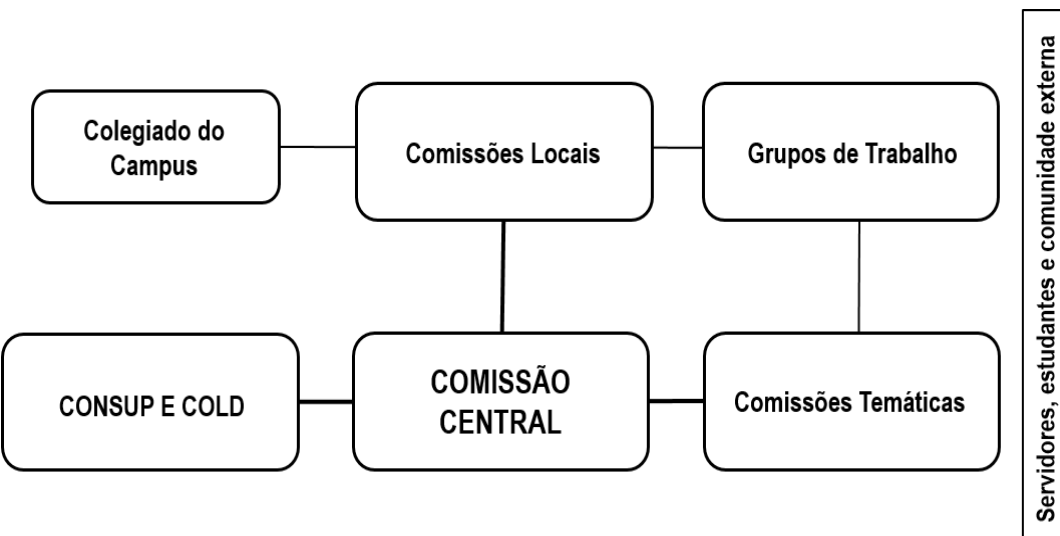 Colegiado do
Campus
Comissões Locais
Grupos de Trabalho
CONSUP E COLD
COMISSÃO
CENTRAL
Comissões Temáticas
Servidores, estudantes e comunidade externa